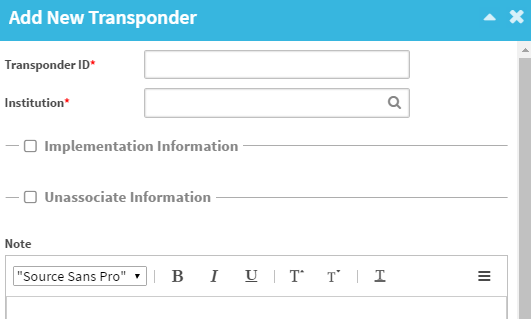 Add New Transponder
Transponder ID*
Institution*
Implementation Information
Unassociate Information
Note
"Source Sans Pro" B I U T T T